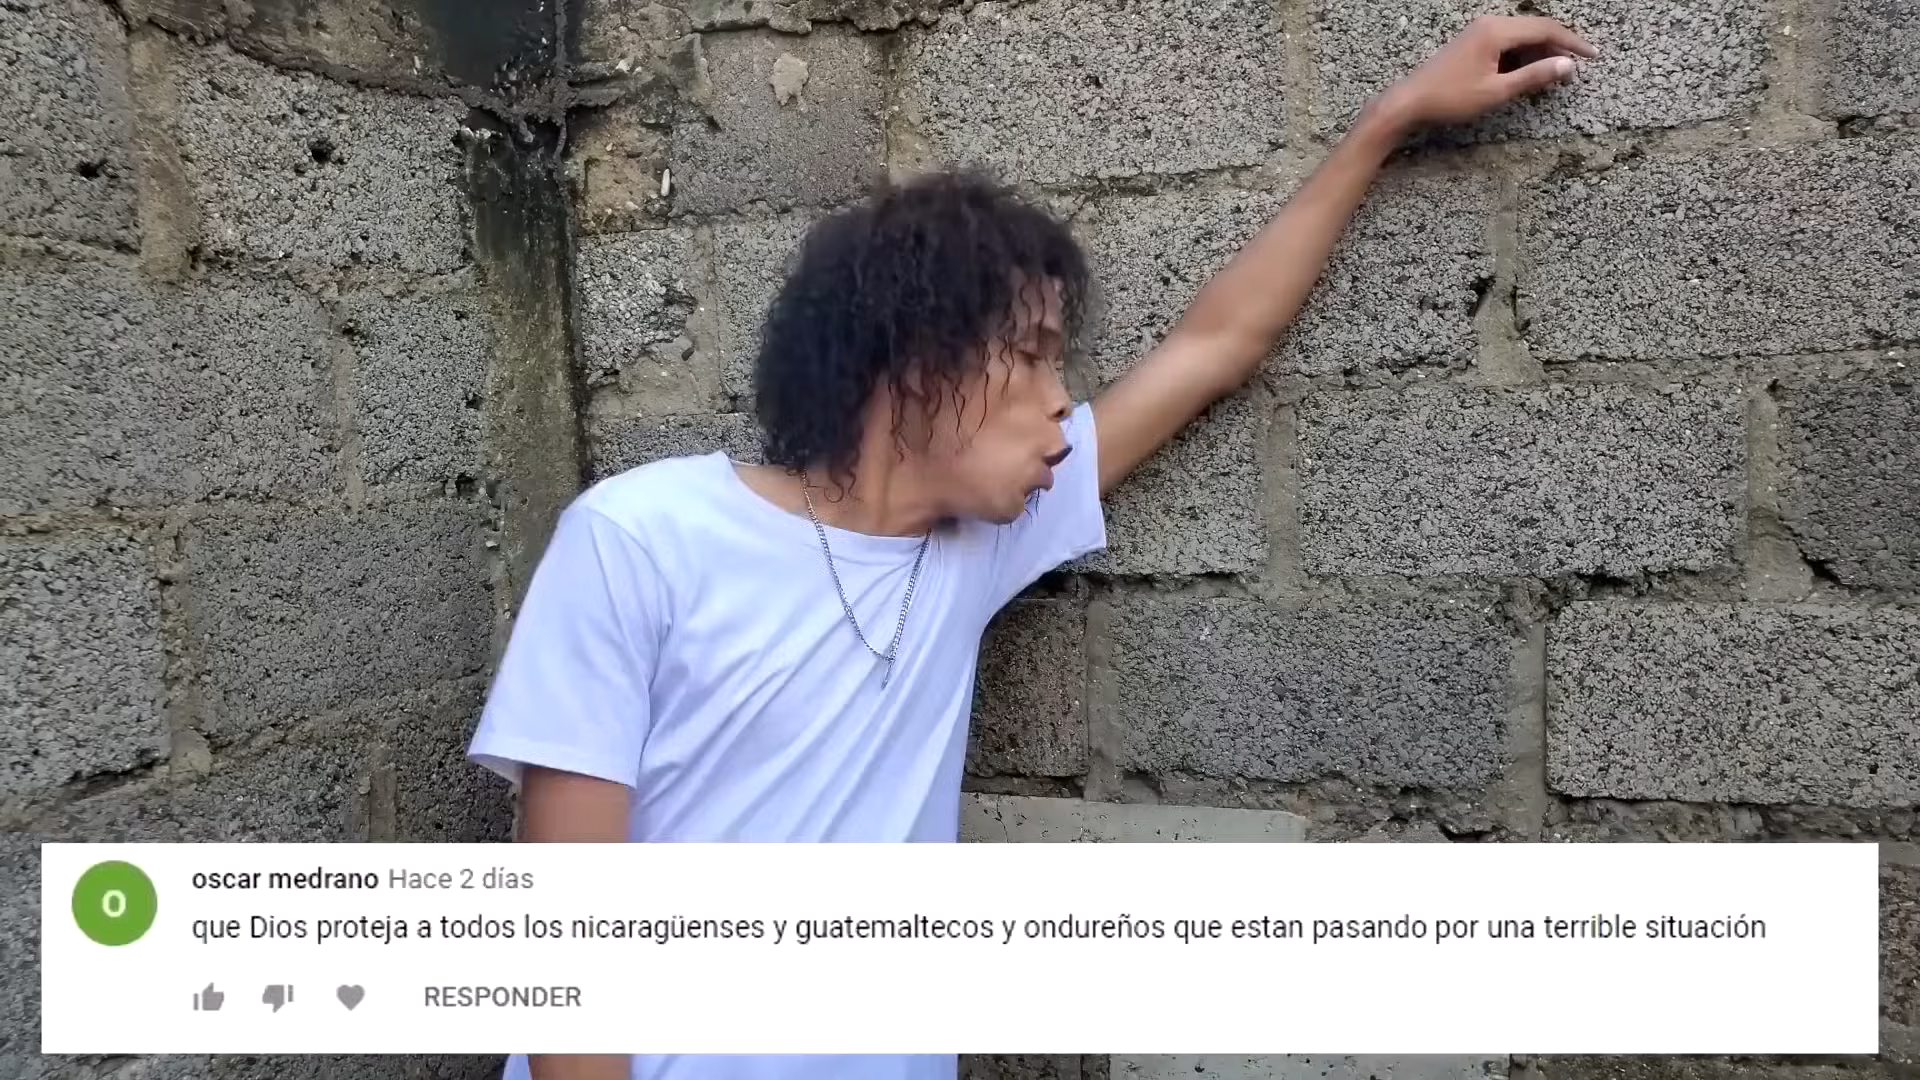 O
oscar medrano Hace 2 días
que Dios proteja a todos los nicaragüenses y guatemaltecos y ondureños que estan pasando por una terrible situación
RESPONDER